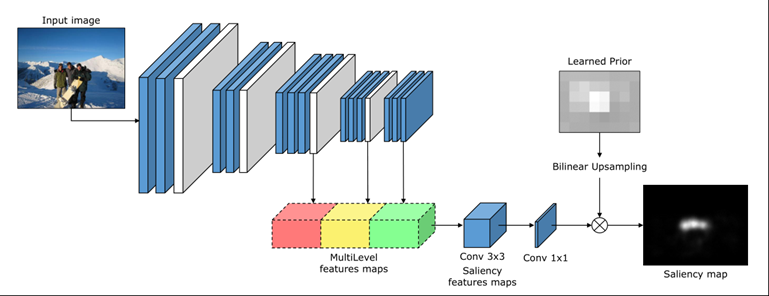 Input image
Learned Prior
Bilinear Upsampling
MultiLevel
features maps
Conv 3x3
Saliency
features maps
Conv 1x1
Saliency map